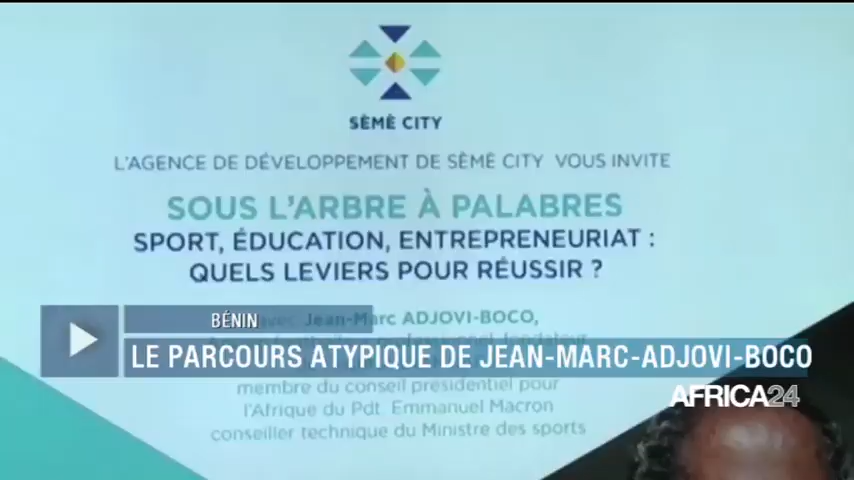 SÈMÈ CITY
L'AGENCE DE DÉVELOPPEMENT DE SÈMÈ CITY VOUS INVITE
SOUS L'ARBRE À PALABRES
SPORT, ÉDUCATION, ENTREPRENEURIAT :
QUELS LEVIERS POUR RÉUSSIR ?
avec Jean-Marc ADJOVI-BOCO,
BÉNIN
LE PARCOURS ATYPIQUE DE JEAN-MARC-ADJOVI-BOCO
membre du conseil présidentiel pour
l'Afrique du Pdt Emmanuel Macron
conseiller technique du Ministre des sports
AFRICA24